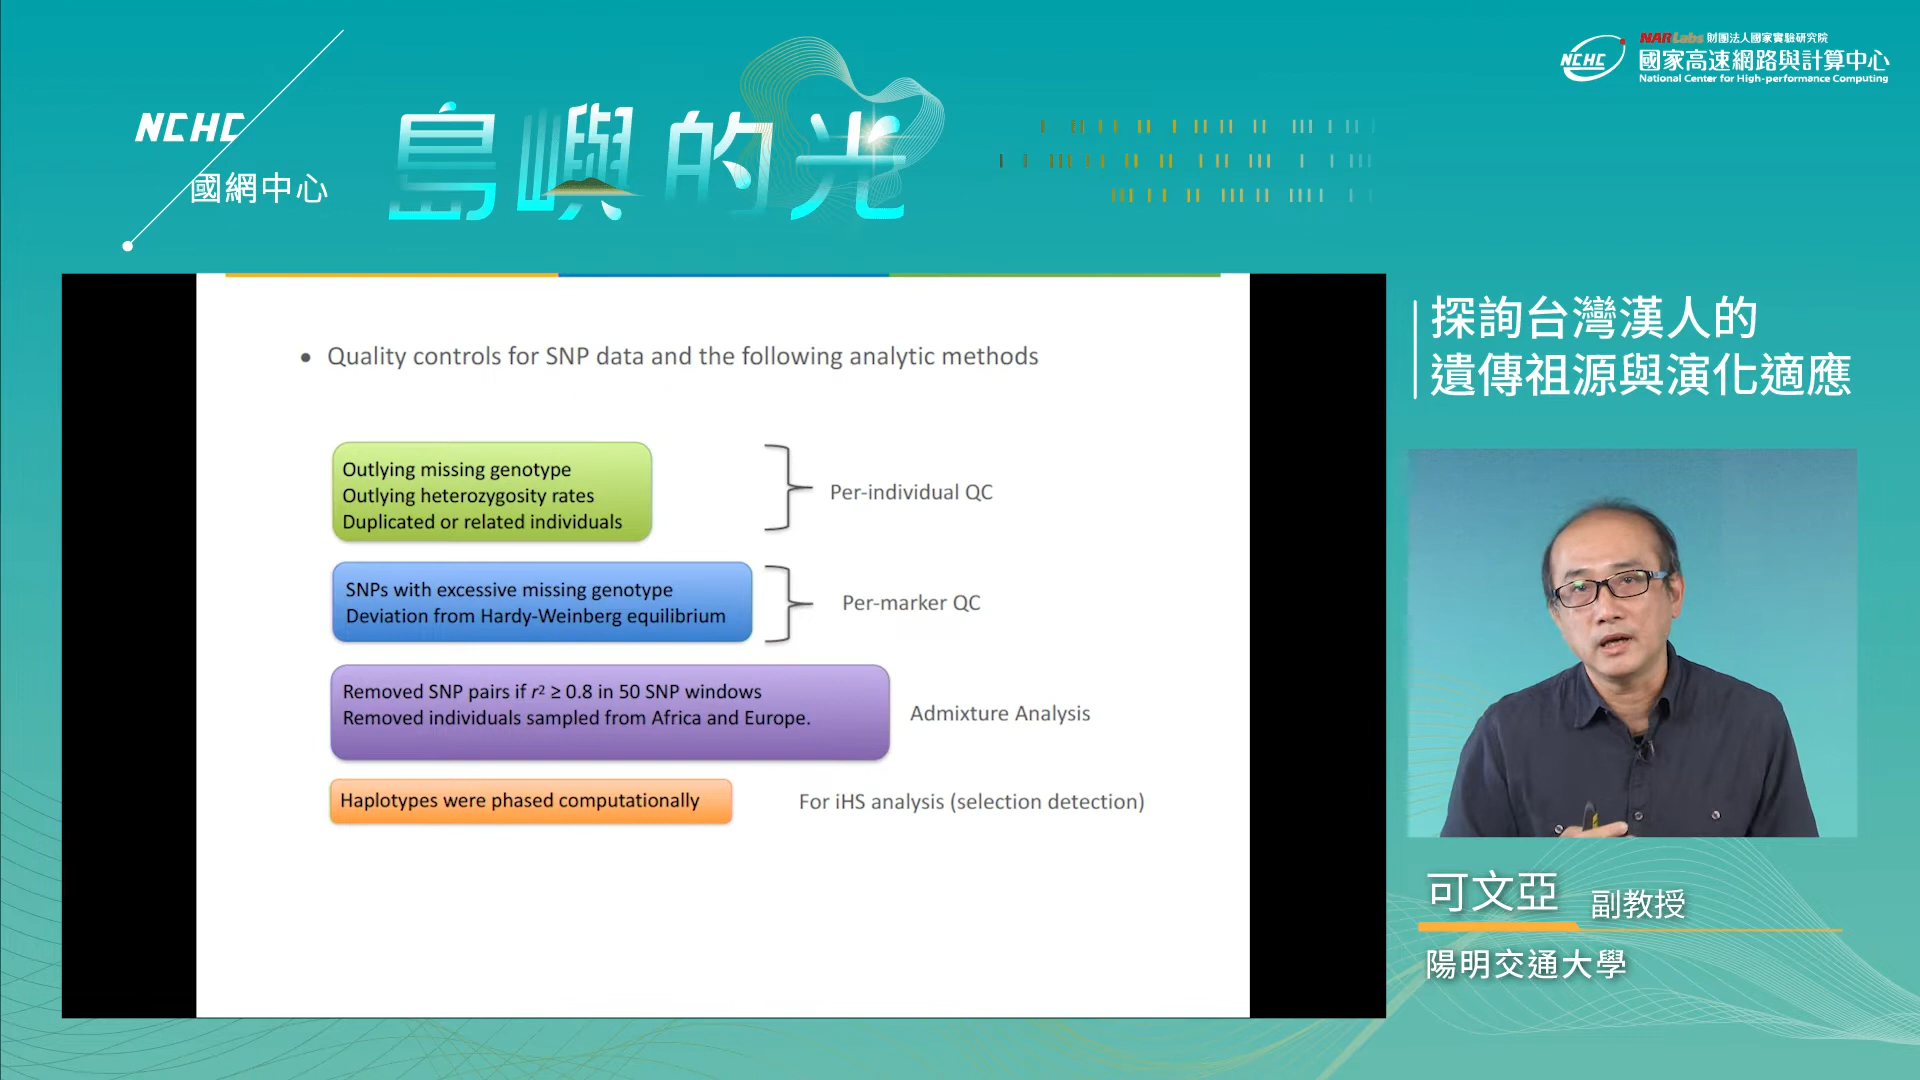 NCHC
國網中心
島嶼的光
NARLabs 財團法人國家實驗研究院
NCHC
國家高速網路與計算中心
National Center for High-performance Computing
• Quality controls for SNP data and the following analytic methods
Outlying missing genotype
Outlying heterozygosity rates
Duplicated or related individuals
Per-individual QC
SNPs with excessive missing genotype
Deviation from Hardy-Weinberg equilibrium
Per-marker QC
Removed SNP pairs if r² ≥ 0.8 in 50 SNP windows
Removed individuals sampled from Africa and Europe.
Admixture Analysis
Haplotypes were phased computationally
For iHS analysis (selection detection)
探詢台灣漢人的
遺傳祖源與演化適應
可文亞 副教授
陽明交通大學